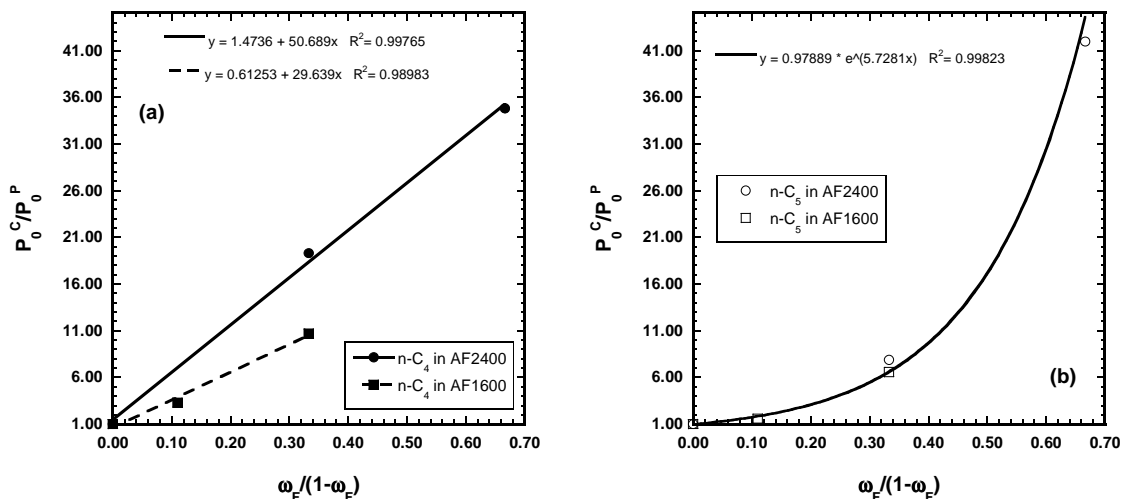 (a)
y = 1.4736 + 50.689x R²= 0.99765
y = 0.61253 + 29.639x R²= 0.98983
41.00
36.00
31.00
26.00
21.00
16.00
11.00
6.00
1.00
P₀ᶜ/P₀ᴾ
n-C₄ in AF2400
n-C₄ in AF1600
0.00 0.10 0.20 0.30 0.40 0.50 0.60 0.70
ω_F/(1-ω_F)
y = 0.97889 * e^(5.7281x) R²= 0.99823
41.00
36.00
31.00
26.00
21.00
16.00
11.00
6.00
1.00
P₀ᶜ/P₀ᴾ
n-C₅ in AF2400
n-C₅ in AF1600
(b)
0.00 0.10 0.20 0.30 0.40 0.50 0.60 0.70
ω_F/(1-ω_F)